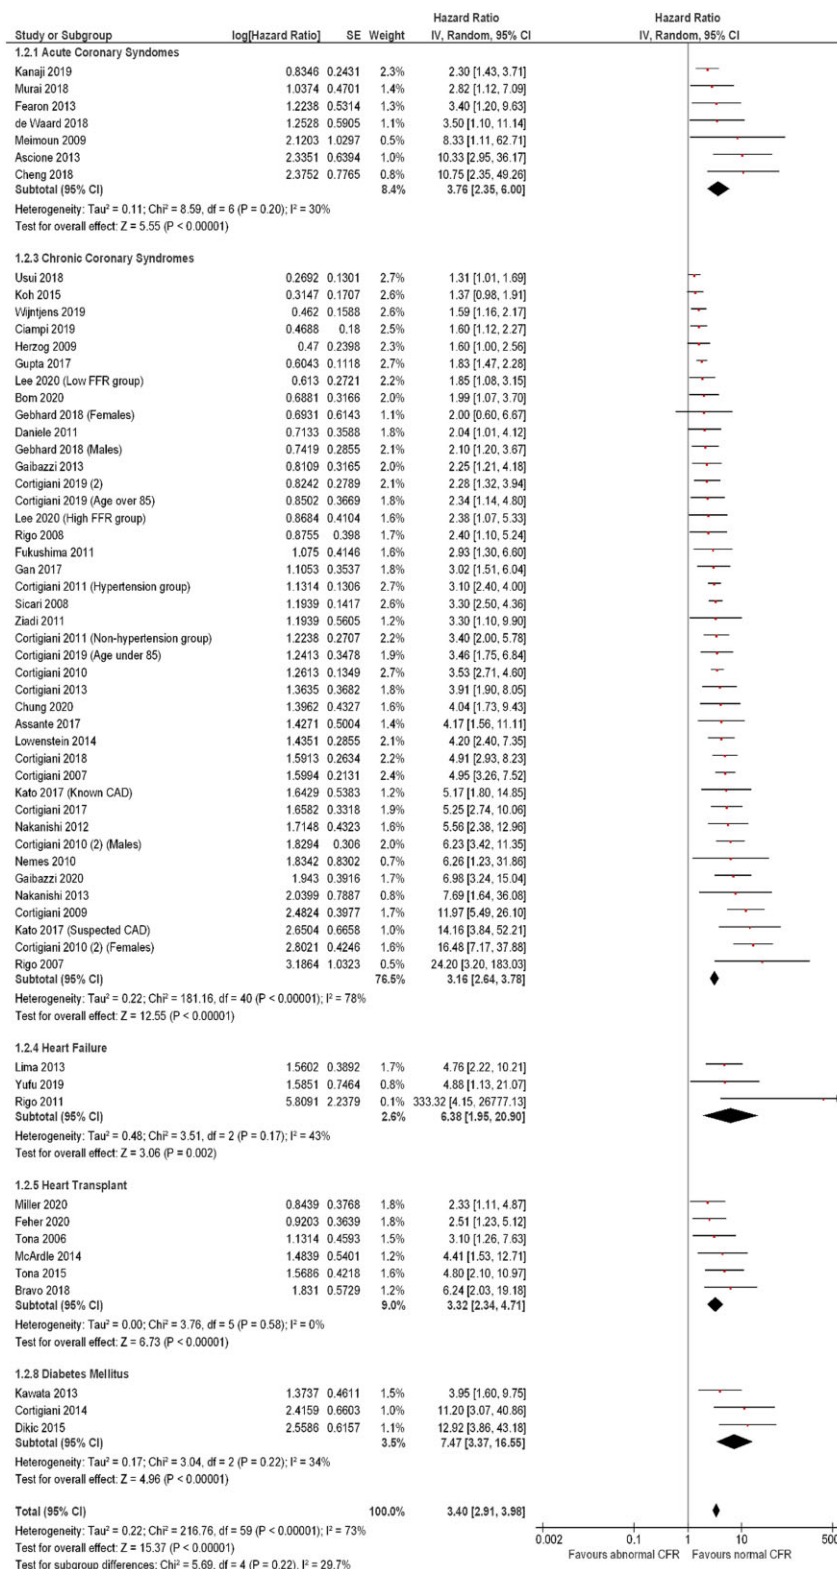 Hazard Ratio Hazard Ratio
Study or Subgroup log[Hazard Ratio] SE Weight IV, Random, 95% CI IV, Random, 95% CI
1.2.1 Acute Coronary Syndomes
Kanaji 2019 0.8346 0.2431 2.3% 2.30 [1.43, 3.71]
Murai 2018 1.0374 0.4701 1.4% 2.82 [1.12, 7.09]
Fearon 2013 1.2238 0.5314 1.3% 3.40 [1.20, 9.63]
de Waard 2018 1.2528 0.5905 1.1% 3.50 [1.10, 11.14]
Meimoun 2009 2.1203 1.0297 0.5% 8.33 [1.11, 62.71]
Ascione 2013 2.3351 0.6394 1.0% 10.33 [2.95, 36.17]
Cheng 2018 2.3752 0.7765 0.8% 10.75 [2.35, 49.26]
Subtotal (95% CI) 8.4% 3.76 [2.35, 6.00]
Heterogeneity: Tau² = 0.11; Chi² = 8.59, df = 6 (P = 0.20); I² = 30%
Test for overall effect: Z = 5.55 (P < 0.00001)
1.2.3 Chronic Coronary Syndromes
Usui 2018 0.2692 0.1301 2.7% 1.31 [1.01, 1.69]
Koh 2015 0.3147 0.1707 2.6% 1.37 [0.98, 1.91]
Wijntjens 2019 0.462 0.1588 2.6% 1.59 [1.16, 2.17]
Ciampi 2019 0.4688 0.18 2.5% 1.60 [1.12, 2.27]
Herzog 2009 0.47 0.2398 2.3% 1.60 [1.00, 2.56]
Gupta 2017 0.6043 0.1118 2.7% 1.83 [1.47, 2.28]
Lee 2020 (Low FFR group) 0.613 0.2721 2.2% 1.85 [1.08, 3.15]
Bom 2020 0.6881 0.3166 2.0% 1.99 [1.07, 3.70]
Gebhard 2018 (Females) 0.6931 0.6143 1.1% 2.00 [0.60, 6.67]
Daniele 2011 0.7133 0.3588 1.8% 2.04 [1.01, 4.12]
Gebhard 2018 (Males) 0.7419 0.2855 2.1% 2.10 [1.20, 3.67]
Gaibazzi 2013 0.8109 0.3165 2.0% 2.25 [1.21, 4.18]
Cortigiani 2019 (2) 0.8242 0.2789 2.1% 2.28 [1.32, 3.94]
Cortigiani 2019 (Age over 85) 0.8502 0.3669 1.8% 2.34 [1.14, 4.80]
Lee 2020 (High FFR group) 0.8684 0.4104 1.6% 2.38 [1.07, 5.33]
Rigo 2008 0.8755 0.398 1.7% 2.40 [1.10, 5.24]
Fukushima 2011 1.075 0.4146 1.6% 2.93 [1.30, 6.60]
Gan 2017 1.1053 0.3537 1.8% 3.02 [1.51, 6.04]
Cortigiani 2011 (Hypertension group) 1.1314 0.1306 2.7% 3.10 [2.40, 4.00]
Sicari 2008 1.1939 0.1417 2.6% 3.30 [2.50, 4.36]
Ziadi 2011 1.1939 0.5605 1.2% 3.30 [1.10, 9.90]
Cortigiani 2011 (Non-hypertension group) 1.2238 0.2707 2.2% 3.40 [2.00, 5.78]
Cortigiani 2019 (Age under 85) 1.2413 0.3478 1.9% 3.46 [1.75, 6.84]
Cortigiani 2010 1.2613 0.1349 2.7% 3.53 [2.71, 4.60]
Cortigiani 2013 1.3635 0.3682 1.8% 3.91 [1.90, 8.05]
Chung 2020 1.3962 0.4327 1.6% 4.04 [1.73, 9.43]
Assante 2017 1.4271 0.5004 1.4% 4.17 [1.56, 11.11]
Lowenstein 2014 1.4351 0.2855 2.1% 4.20 [2.40, 7.35]
Cortigiani 2018 1.5913 0.2634 2.2% 4.91 [2.93, 8.23]
Cortigiani 2007 1.5994 0.2131 2.4% 4.95 [3.26, 7.52]
Kato 2017 (Known CAD) 1.6429 0.5383 1.2% 5.17 [1.80, 14.85]
Cortigiani 2017 1.6582 0.3318 1.9% 5.25 [2.74, 10.06]
Nakanishi 2012 1.7148 0.4323 1.6% 5.56 [2.38, 12.96]
Cortigiani 2010 (2) (Males) 1.8294 0.306 2.0% 6.23 [3.42, 11.35]
Nemes 2010 1.8342 0.8302 0.7% 6.26 [1.23, 31.86]
Gaibazzi 2020 1.943 0.3916 1.7% 6.98 [3.24, 15.04]
Nakanishi 2013 2.0399 0.7887 0.8% 7.69 [1.64, 36.08]
Cortigiani 2009 2.4824 0.3977 1.7% 11.97 [5.49, 26.10]
Kato 2017 (Suspected CAD) 2.6504 0.6658 1.0% 14.16 [3.84, 52.21]
Cortigiani 2010 (2) (Females) 2.8021 0.4246 1.6% 16.48 [7.17, 37.88]
Rigo 2007 3.1864 1.0323 0.5% 24.20 [3.20, 183.03]
Subtotal (95% CI) 76.5% 3.16 [2.64, 3.78]
Heterogeneity: Tau² = 0.22; Chi² = 181.16, df = 40 (P < 0.00001); I² = 78%
Test for overall effect: Z = 12.55 (P < 0.00001)
1.2.4 Heart Failure
Lima 2013 1.5602 0.3892 1.7% 4.76 [2.22, 10.21]
Yufu 2019 1.5851 0.7464 0.8% 4.88 [1.13, 21.07]
Rigo 2011 5.8091 2.2379 0.1% 333.32 [4.15, 26777.13]
Subtotal (95% CI) 2.6% 6.38 [1.95, 20.90]
Heterogeneity: Tau² = 0.48; Chi² = 3.51, df = 2 (P = 0.17); I² = 43%
Test for overall effect: Z = 3.06 (P = 0.002)
1.2.5 Heart Transplant
Miller 2020 0.8439 0.3768 1.8% 2.33 [1.11, 4.87]
Feher 2020 0.9203 0.3639 1.8% 2.51 [1.23, 5.12]
Tona 2006 1.1314 0.4593 1.5% 3.10 [1.26, 7.63]
McArdle 2014 1.4839 0.5401 1.2% 4.41 [1.53, 12.71]
Tona 2015 1.5686 0.4218 1.6% 4.80 [2.10, 10.97]
Bravo 2018 1.831 0.5729 1.2% 6.24 [2.03, 19.18]
Subtotal (95% CI) 9.0% 3.32 [2.34, 4.71]
Heterogeneity: Tau² = 0.00; Chi² = 3.76, df = 5 (P = 0.58); I² = 0%
Test for overall effect: Z = 6.73 (P < 0.00001)
1.2.8 Diabetes Mellitus
Kawata 2013 1.3737 0.4611 1.5% 3.95 [1.60, 9.75]
Cortigiani 2014 2.4159 0.6603 1.0% 11.20 [3.07, 40.86]
Dikic 2015 2.5586 0.6157 1.1% 12.92 [3.86, 43.18]
Subtotal (95% CI) 3.5% 7.47 [3.37, 16.55]
Heterogeneity: Tau² = 0.17; Chi² = 3.04, df = 2 (P = 0.22); I² = 34%
Test for overall effect: Z = 4.96 (P < 0.00001)
Total (95% CI) 100.0% 3.40 [2.91, 3.98]
Heterogeneity: Tau² = 0.22; Chi² = 216.76, df = 59 (P < 0.00001); I² = 73%
Test for overall effect: Z = 15.37 (P < 0.00001)
Test for subgroup differences: Chi² = 5.69, df = 4 (P = 0.22), I² = 29.7%
0.002 0.1 1 10 500
Favours abnormal CFR Favours normal CFR